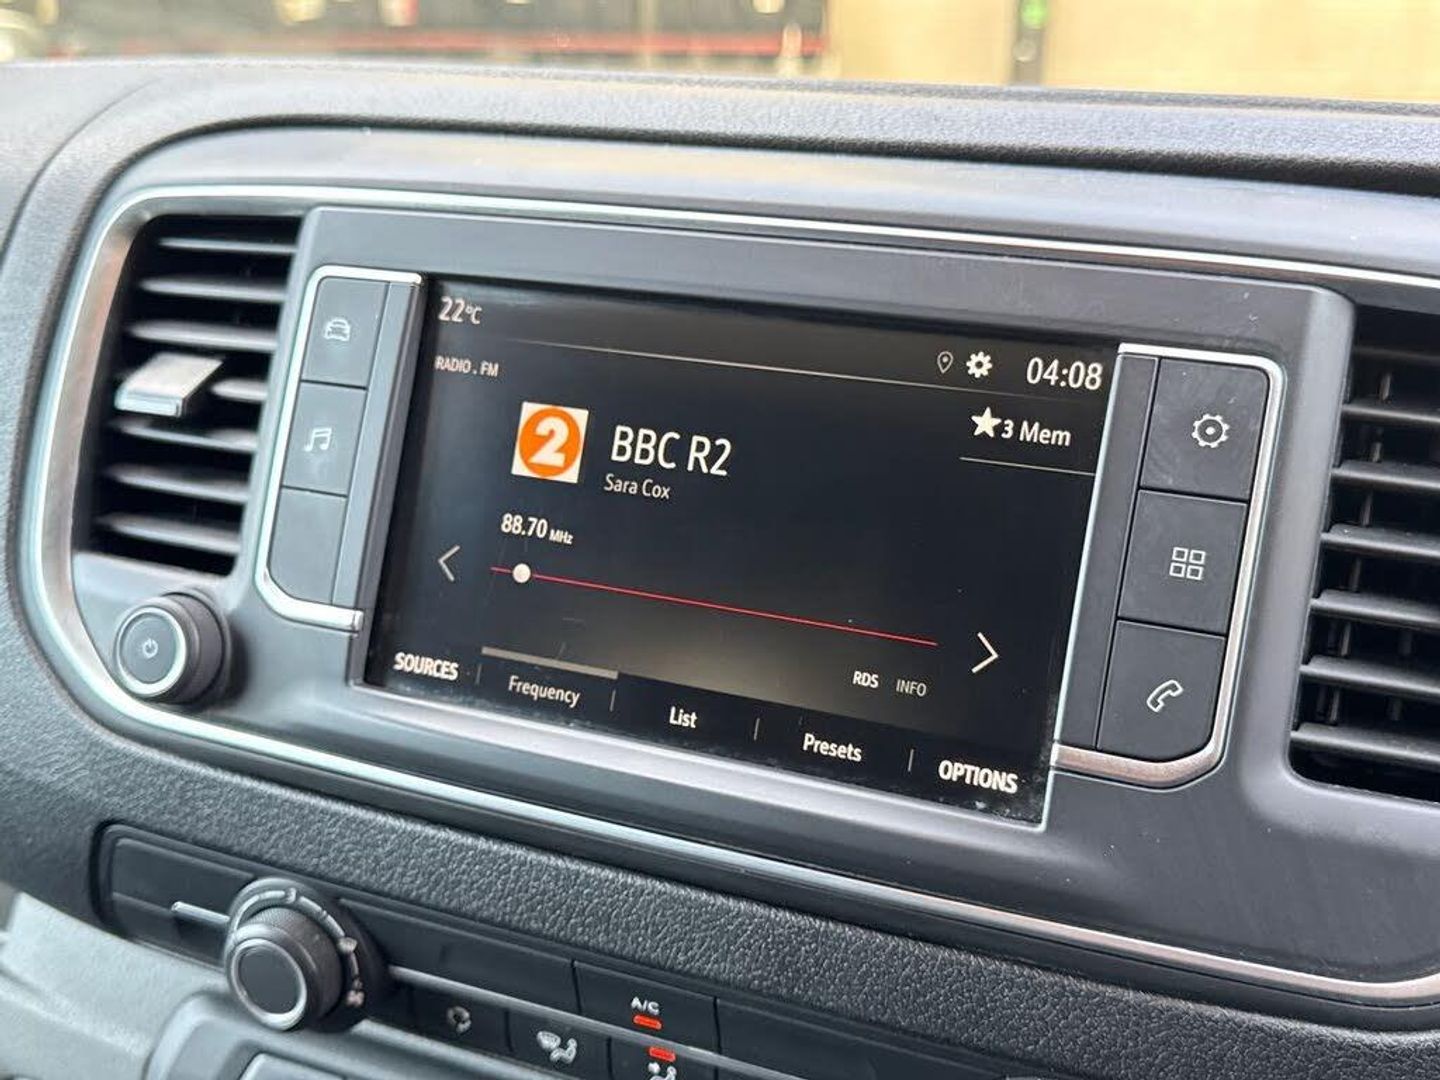 22°C
04:08
RADIO . FM
3 Mem
2
BBC R2
Sara Cox
88.70 MHz
RDS INFO
SOURCES
Frequency
List
Presets
OPTIONS
A/C